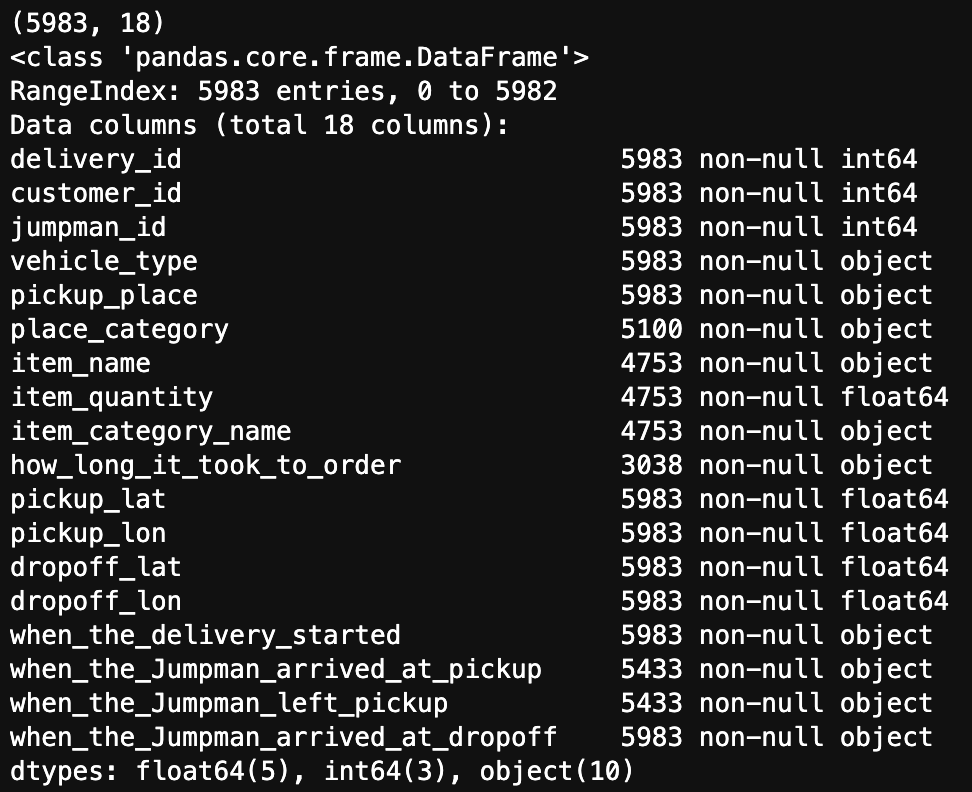 (5983, 18)
<class 'pandas.core.frame.DataFrame'>
RangeIndex: 5983 entries, 0 to 5982
Data columns (total 18 columns):
delivery_id                            5983 non-null int64
customer_id                            5983 non-null int64
jumpman_id                             5983 non-null int64
vehicle_type                           5983 non-null object
pickup_place                           5983 non-null object
place_category                         5100 non-null object
item_name                              4753 non-null object
item_quantity                          4753 non-null float64
item_category_name                     4753 non-null object
how_long_it_took_to_order              3038 non-null object
pickup_lat                             5983 non-null float64
pickup_lon                             5983 non-null float64
dropoff_lat                            5983 non-null float64
dropoff_lon                            5983 non-null float64
when_the_delivery_started              5983 non-null object
when_the_Jumpman_arrived_at_pickup     5433 non-null object
when_the_Jumpman_left_pickup           5433 non-null object
when_the_Jumpman_arrived_at_dropoff    5983 non-null object
dtypes: float64(5), int64(3), object(10)